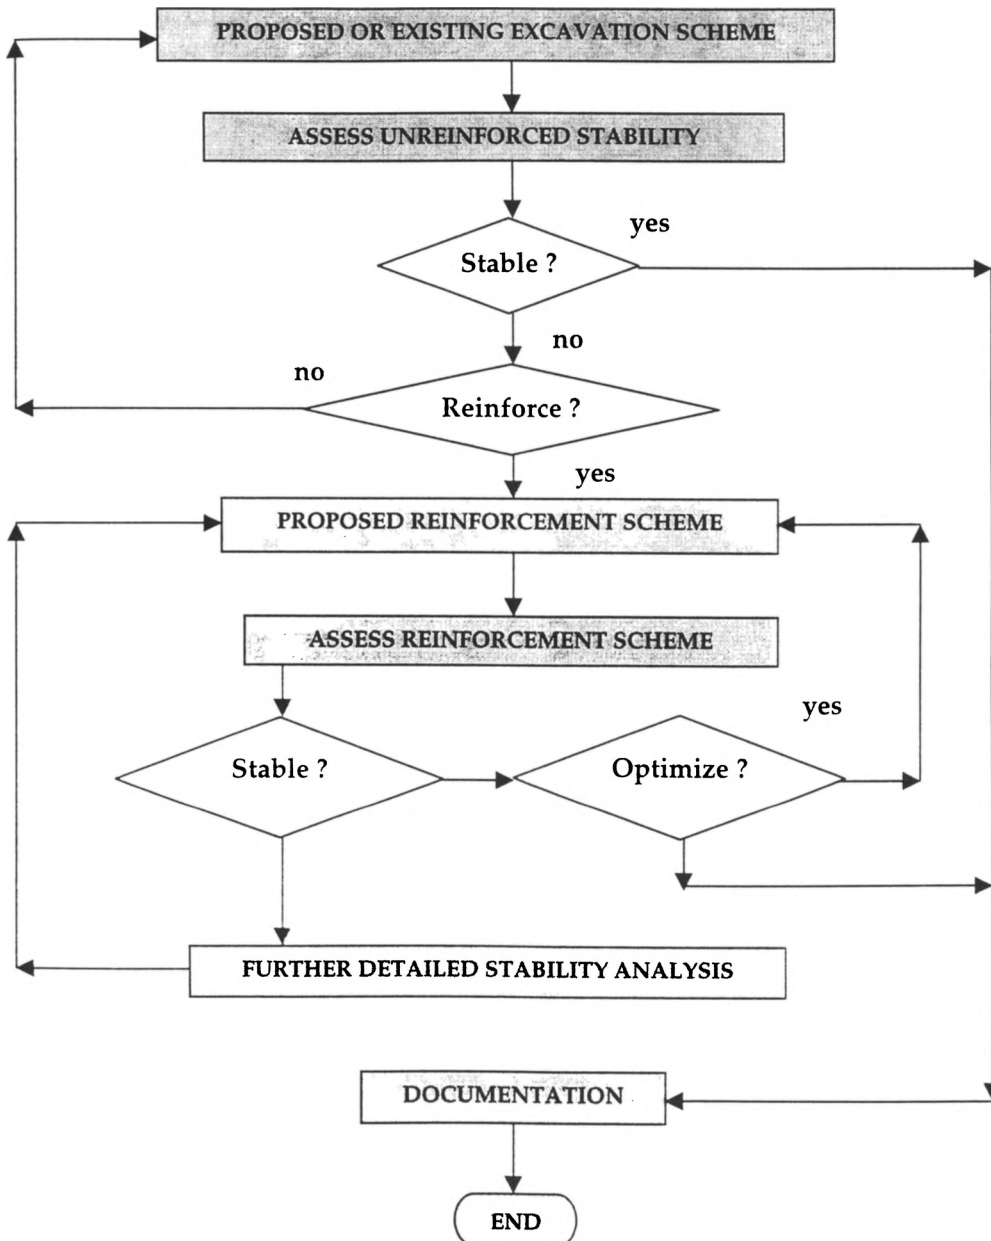 PROPOSED OR EXISTING EXCAVATION SCHEME
ASSESS UNREINFORCED STABILITY
yes
Stable ?
no
no
Reinforce ?
yes
PROPOSED REINFORCEMENT SCHEME
ASSESS REINFORCEMENT SCHEME
yes
Stable ?
Optimize ?
FURTHER DETAILED STABILITY ANALYSIS
DOCUMENTATION
END